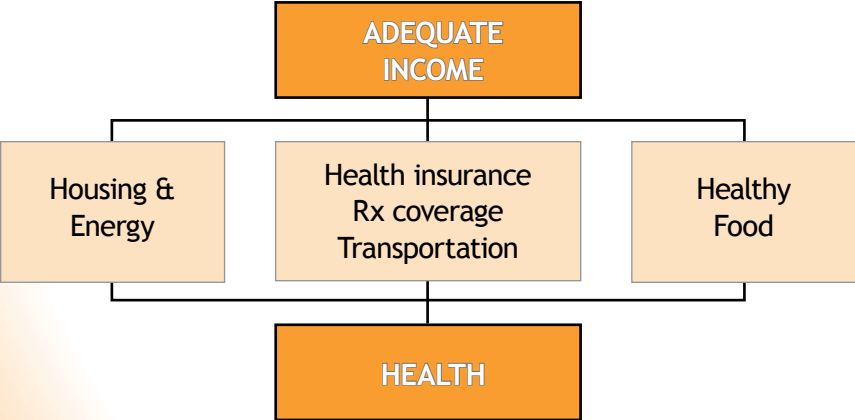 ADEQUATE
INCOME
Housing &
Energy
Health insurance
Rx coverage
Transportation
Healthy
Food
HEALTH